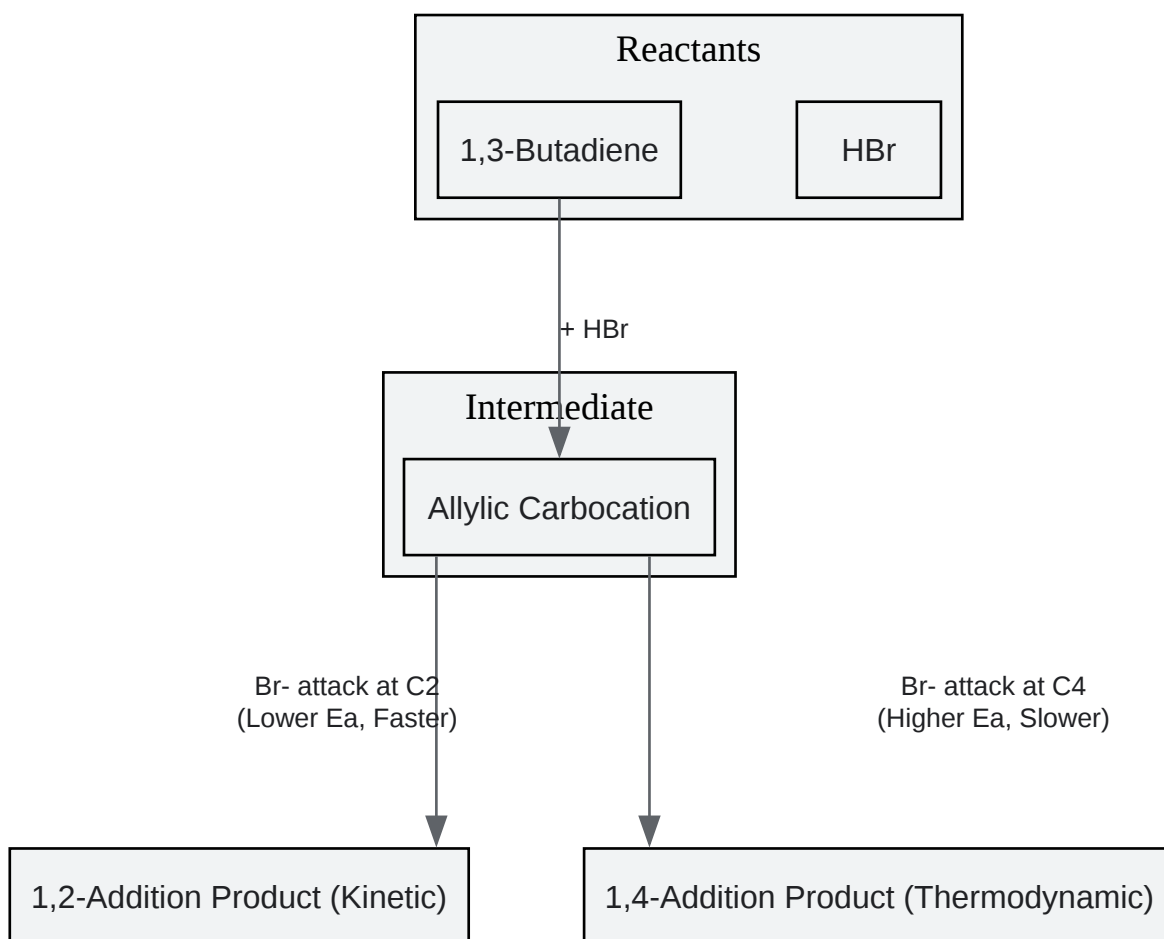 Reactants
1,3-Butadiene
HBr
+ HBr
Intermediate
Allylic Carbocation
Br- attack at C2
(Lower Ea, Faster)
Br- attack at C4
(Higher Ea, Slower)
1,2-Addition Product (Kinetic)
1,4-Addition Product (Thermodynamic)